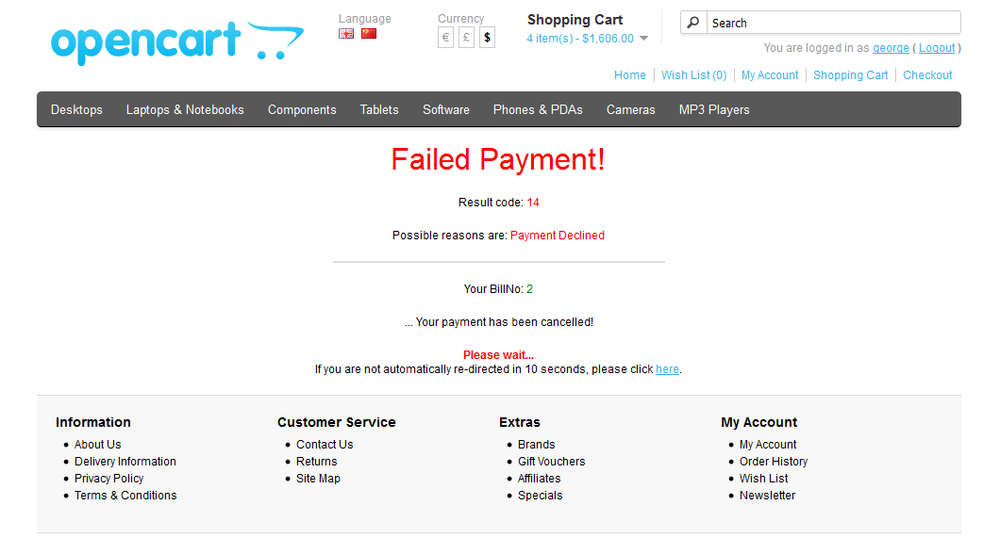 opencart
Language
Currency
€ £ $
Shopping Cart
4 item(s) - $1,606.00
Search
You are logged in as george ( Logout )
Home Wish List (0) My Account Shopping Cart Checkout
Desktops Laptops & Notebooks Components Tablets Software Phones & PDAs Cameras MP3 Players
Failed Payment!
Result code: 14
Possible reasons are: Payment Declined
Your BillNo: 2
... Your payment has been cancelled!
Please wait...
If you are not automatically re-directed in 10 seconds, please click here.
Information
About Us
Delivery Information
Privacy Policy
Terms & Conditions
Customer Service
Contact Us
Returns
Site Map
Extras
Brands
Gift Vouchers
Affiliates
Specials
My Account
My Account
Order History
Wish List
Newsletter